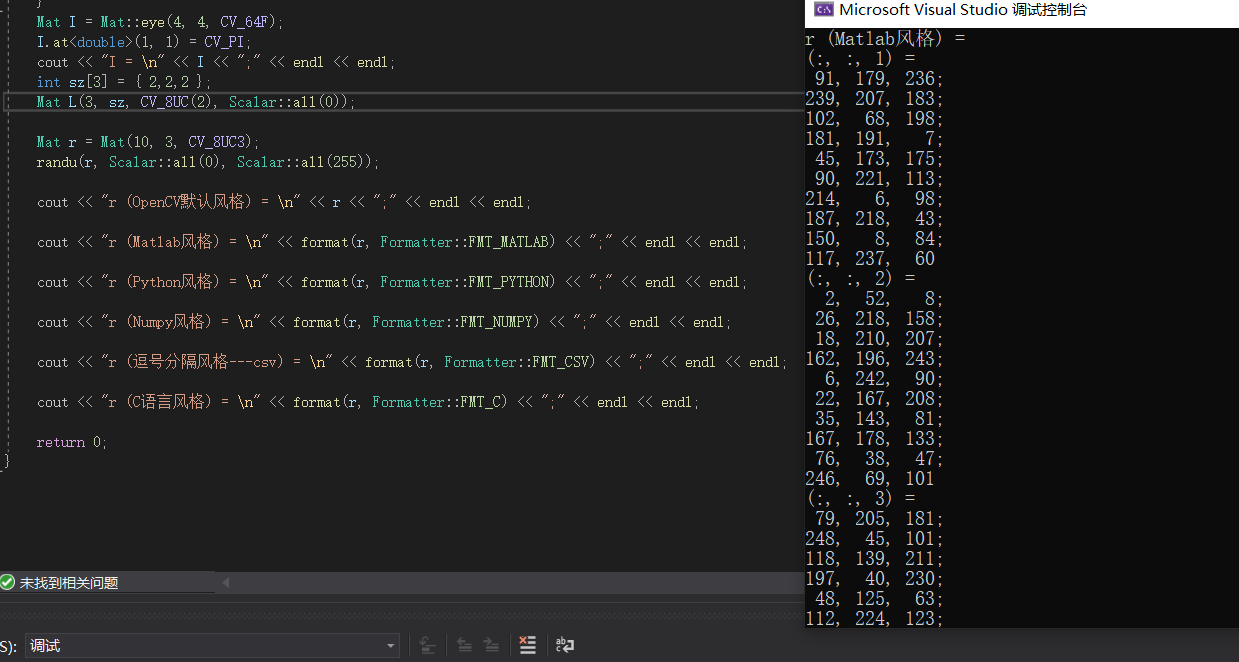 }
Mat I = Mat::eye(4, 4, CV_64F);
I.at<double>(1, 1) = CV_PI;
cout << "I = \n" << I << ";" << endl << endl;
int sz[3] = { 2,2,2 };
Mat L(3, sz, CV_8UC(2), Scalar::all(0));
Mat r = Mat(10, 3, CV_8UC3);
randu(r, Scalar::all(0), Scalar::all(255));
cout << "r (OpenCV默认风格) = \n" << r << ";" << endl << endl;
cout << "r (Matlab风格) = \n" << format(r, Formatter::FMT_MATLAB) << ";" << endl << endl;
cout << "r (Python风格) = \n" << format(r, Formatter::FMT_PYTHON) << ";" << endl << endl;
cout << "r (Numpy风格) = \n" << format(r, Formatter::FMT_NUMPY) << ";" << endl << endl;
cout << "r (逗号分隔风格---csv) = \n" << format(r, Formatter::FMT_CSV) << ";" << endl << endl;
cout << "r (C语言风格) = \n" << format(r, Formatter::FMT_C) << ";" << endl << endl;
return 0;
}
未找到相关问题
S): 调试
Microsoft Visual Studio 调试控制台
r (Matlab风格) =
(:, :, 1) =
91, 179, 236;
239, 207, 183;
102, 68, 198;
181, 191, 7;
45, 173, 175;
90, 221, 113;
214, 6, 98;
187, 218, 43;
150, 8, 84;
117, 237, 60
(:, :, 2) =
2, 52, 8;
26, 218, 158;
18, 210, 207;
162, 196, 243;
6, 242, 90;
22, 167, 208;
35, 143, 81;
167, 178, 133;
76, 38, 47;
246, 69, 101
(:, :, 3) =
79, 205, 181;
248, 45, 101;
118, 139, 211;
197, 40, 230;
48, 125, 63;
112, 224, 123;